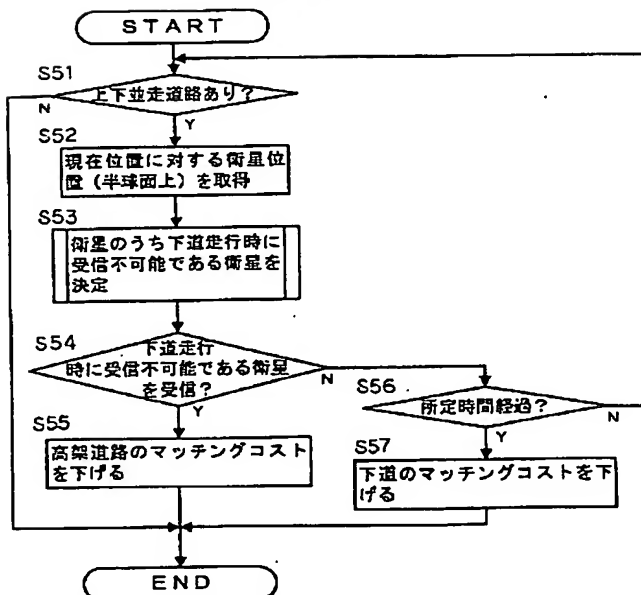 START
S51
上下並走道路あり?
N
Y
S52
現在位置に対する衛星位
置(半球面上)を取得
S53
衛星のうち下道走行時に
受信不可能である衛星を
決定
S54
下道走行
時に受信不可能である衛星
を受信?
N
Y
S55
高架道路のマッチングコスト
を下げる
S56
所定時間経過?
N
Y
S57
下道のマッチングコストを下
げる
END